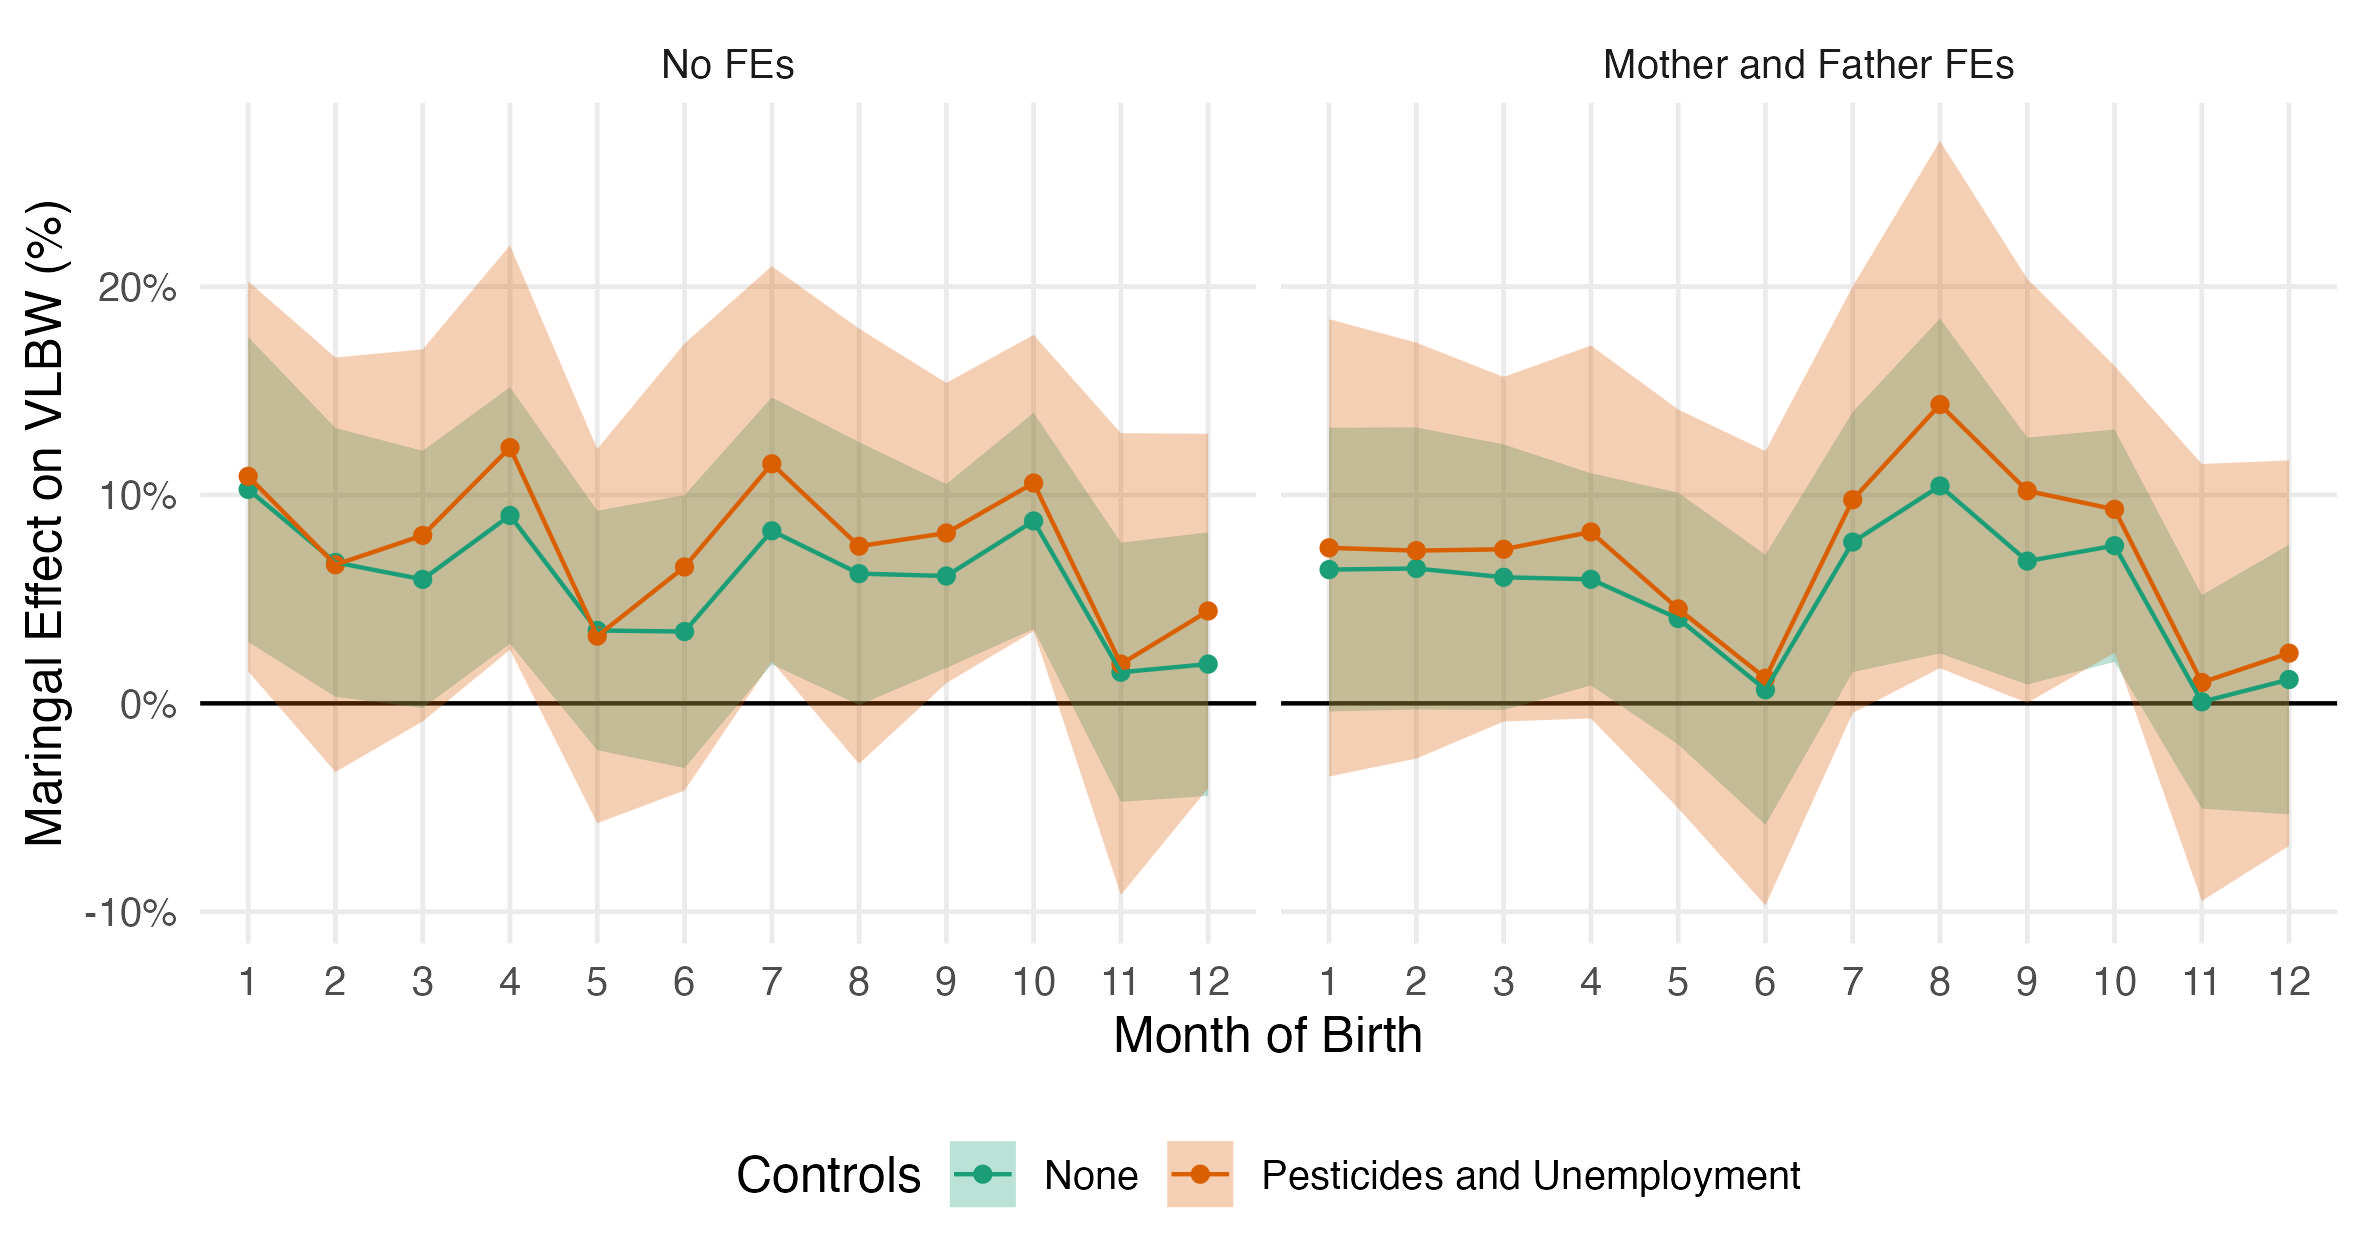 No FEs
Mother and Father FEs
Maringal Effect on VLBW (%)
20%
10%
0%
-10%
1 2 3 4 5 6 7 8 9 10 11 12
1 2 3 4 5 6 7 8 9 10 11 12
Month of Birth
Controls None Pesticides and Unemployment